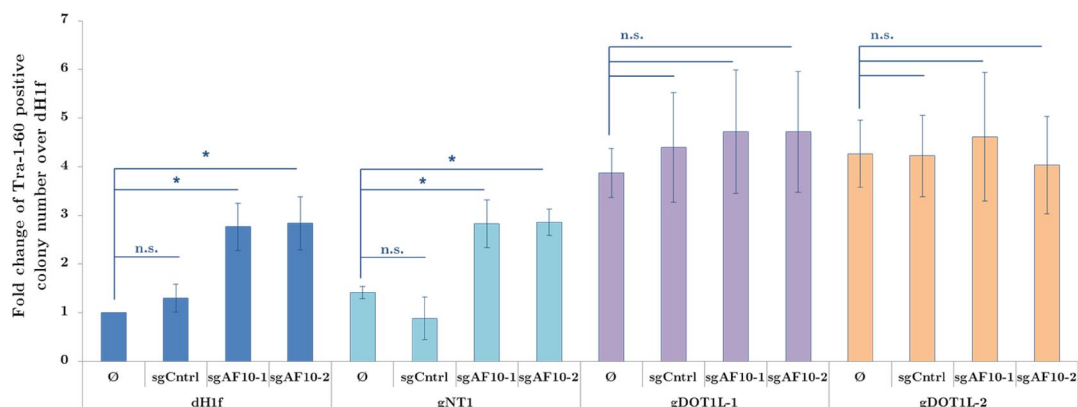 Fold change of Tra-1-60 positive
colony number over dH1f
7
6
5
4
3
2
1
0
n.s.
*
*
n.s.
*
*
n.s.
n.s.
Ø sgCntrl sgAF10-1 sgAF10-2 Ø sgCntrl sgAF10-1 sgAF10-2 Ø sgCntrl sgAF10-1 sgAF10-2 Ø sgCntrl sgAF10-1 sgAF10-2
dH1f gNT1 gDOT1L-1 gDOT1L-2